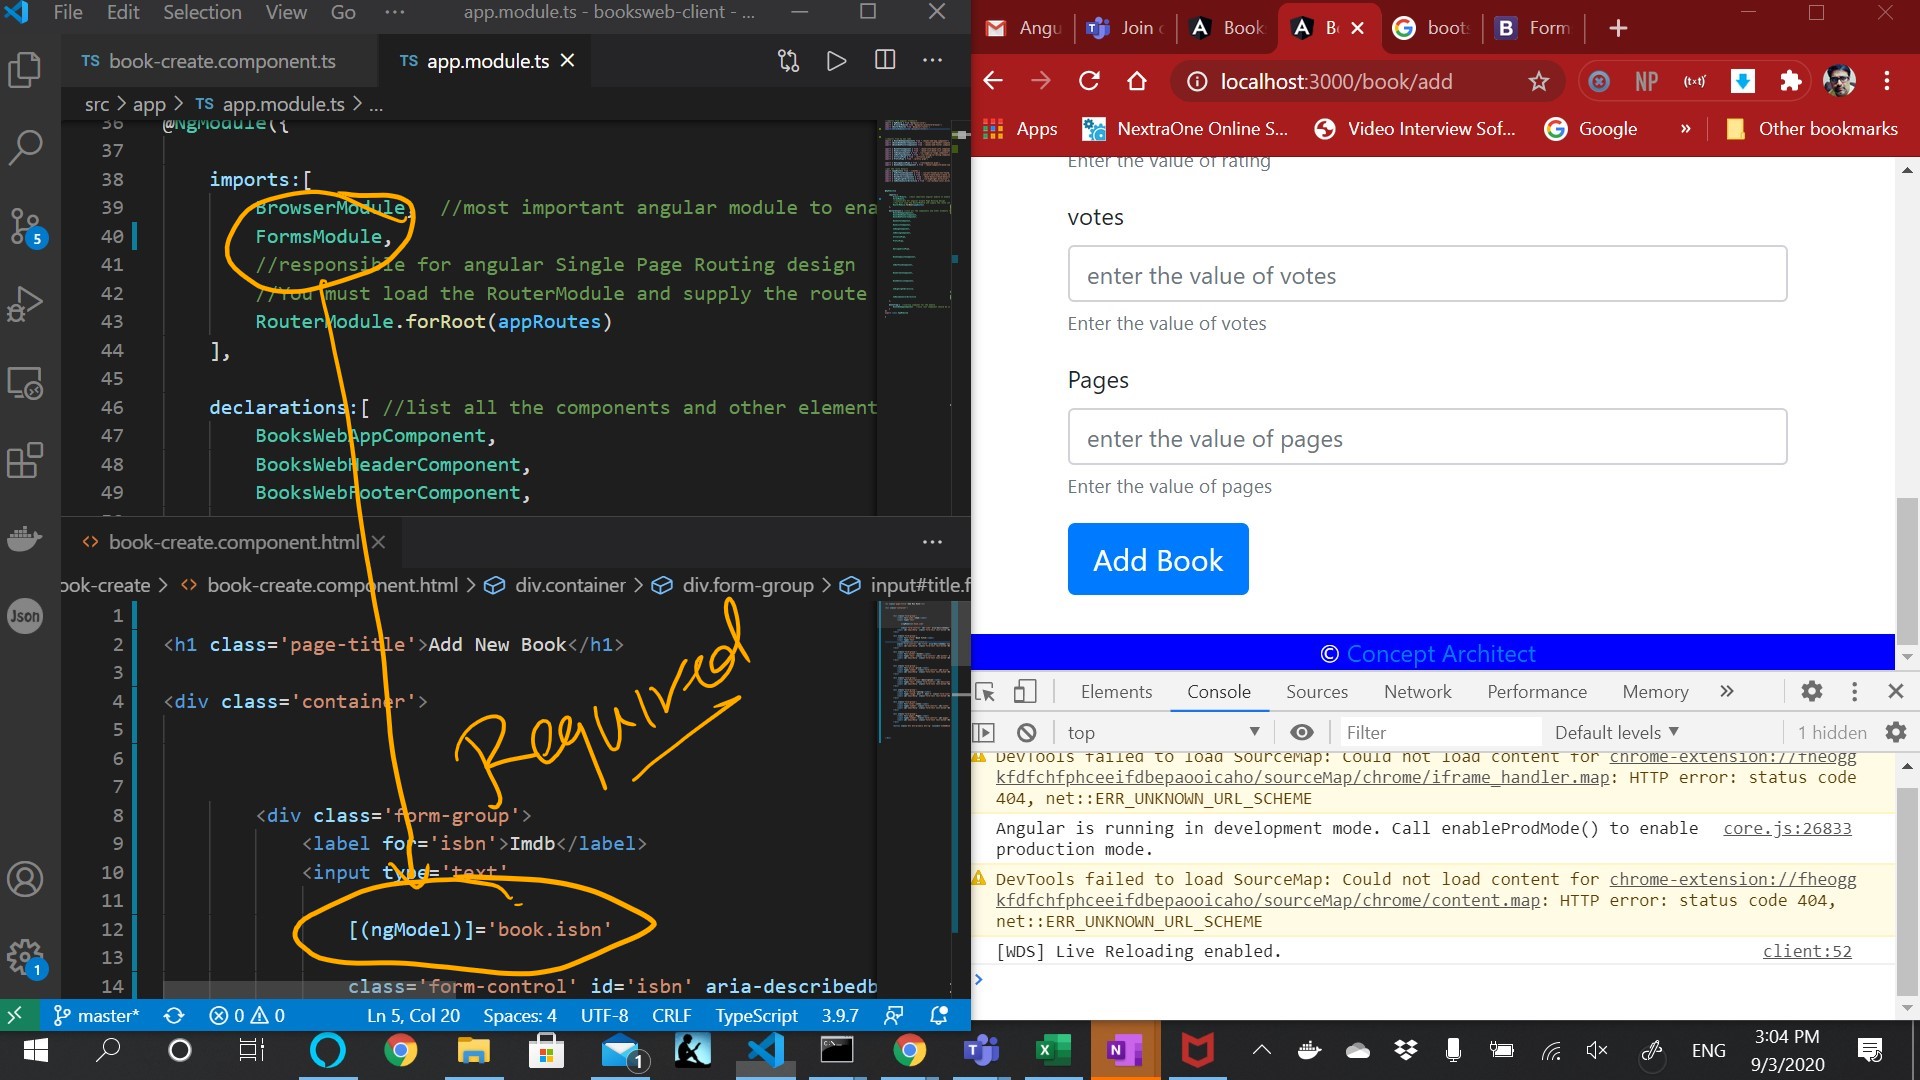 File Edit Selection View Go ··· app.module.ts - booksweb-client - ...
TS book-create.component.ts TS app.module.ts
src > app > TS app.module.ts > ...
36 @NgModule({
37
38 imports:[
39 BrowserModule, //most important angular module to ena
40 FormsModule,
41 //responsible for angular Single Page Routing design
42 //You must load the RouterModule and supply the route
43 RouterModule.forRoot(appRoutes)
44 ],
45
46 declarations:[ //list all the components and other element
47 BooksWebAppComponent,
48 BooksWebHeaderComponent,
49 BooksWebFooterComponent,
<> book-create.component.html
ook-create > <> book-create.component.html > div.container > div.form-group > input#title.f
1
2 <h1 class='page-title'>Add New Book</h1>
3
4 <div class='container'>
5
6
7
Required
8 <div class='form-group'>
9 <label for='isbn'>Imdb</label>
10 <input type='text'
11
12 [(ngModel)]='book.isbn'
13
14 class='form-control' id='isbn' aria-describedb
5
Json
1
master* 0 0 Ln 5, Col 20 Spaces: 4 UTF-8 CRLF TypeScript 3.9.7
Angu Join Book B boots Form
localhost:3000/book/add NP
Apps NextraOne Online S... Video Interview Sof... Google » Other bookmarks
Enter the value of rating
votes
enter the value of votes
Enter the value of votes
Pages
enter the value of pages
Enter the value of pages
Add Book
© Concept Architect
Elements Console Sources Network Performance Memory »
top Filter Default levels 1 hidden
DevTools failed to load SourceMap: Could not load content for chrome-extension://fheogg
kfdfchfphceeifdbepaooicaho/sourceMap/chrome/iframe_handler.map: HTTP error: status code
404, net::ERR_UNKNOWN_URL_SCHEME
Angular is running in development mode. Call enableProdMode() to enable core.js:26833
production mode.
DevTools failed to load SourceMap: Could not load content for chrome-extension://fheogg
kfdfchfphceeifdbepaooicaho/sourceMap/chrome/content.map: HTTP error: status code 404,
net::ERR_UNKNOWN_URL_SCHEME
[WDS] Live Reloading enabled. client:52
1 ENG 3:04 PM
9/3/2020